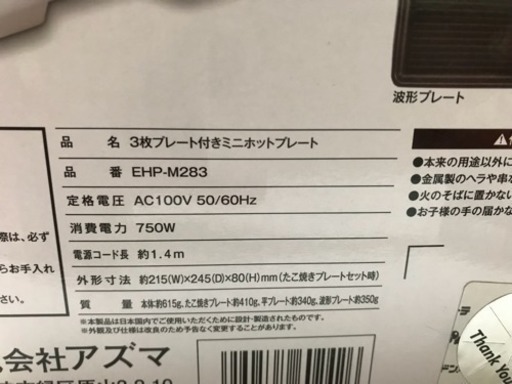 波形プレート
品 名 3枚プレート付きミニホットプレート
品 番 EHP-M283
定格電圧 AC100V 50/60Hz
消費電力 750W
電源コード長 約1.4m
外形寸法 約215(W)×245(D)×80(H)mm(たこ焼きプレートセット時)
質 量 本体約615g、たこ焼きプレート約410g、平プレート約340g、波形プレート約350g
※本製品は日本国内でご使用いただくために設計・製造されたものです。
※外観及び仕様は改良のため予告なく変更することがあります。
際は、必ず
らお手入れ
さい。
●本来の用途以外に
●金属製のヘラや串な
●火のそばに置かない
●お子様の手の届かな
会社アズマ
Thank You